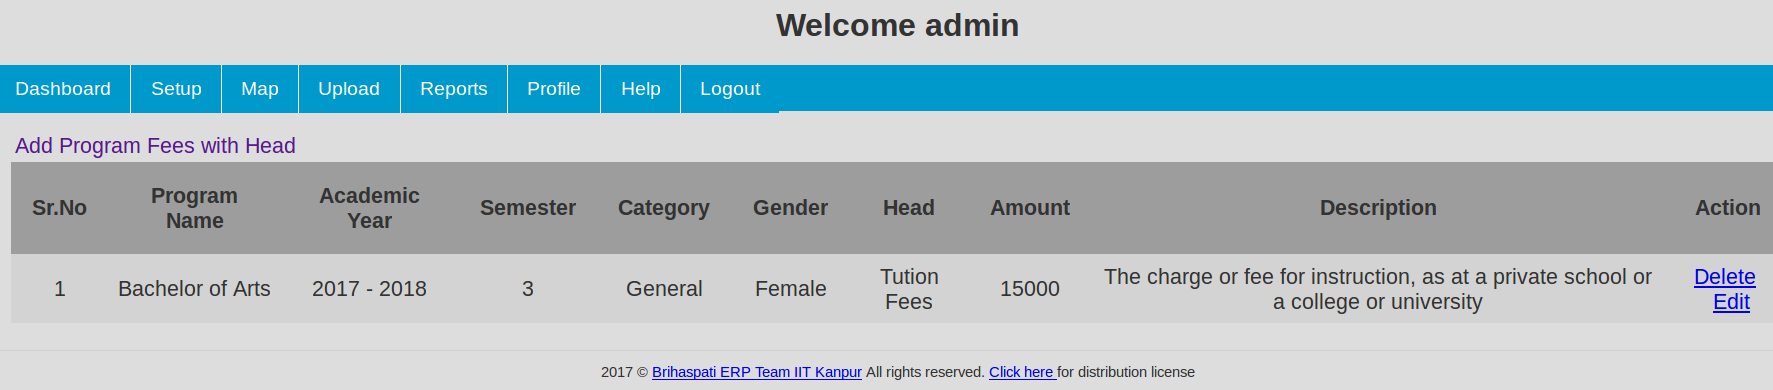 Welcome admin
Dashboard Setup Map Upload Reports Profile Help Logout
Add Program Fees with Head
Sr.No Program Name Academic Year Semester Category Gender Head Amount Description Action
1 Bachelor of Arts 2017 - 2018 3 General Female Tution Fees 15000 The charge or fee for instruction, as at a private school or a college or university Delete Edit
2017 © Brihaspati ERP Team IIT Kanpur All rights reserved. Click here for distribution license